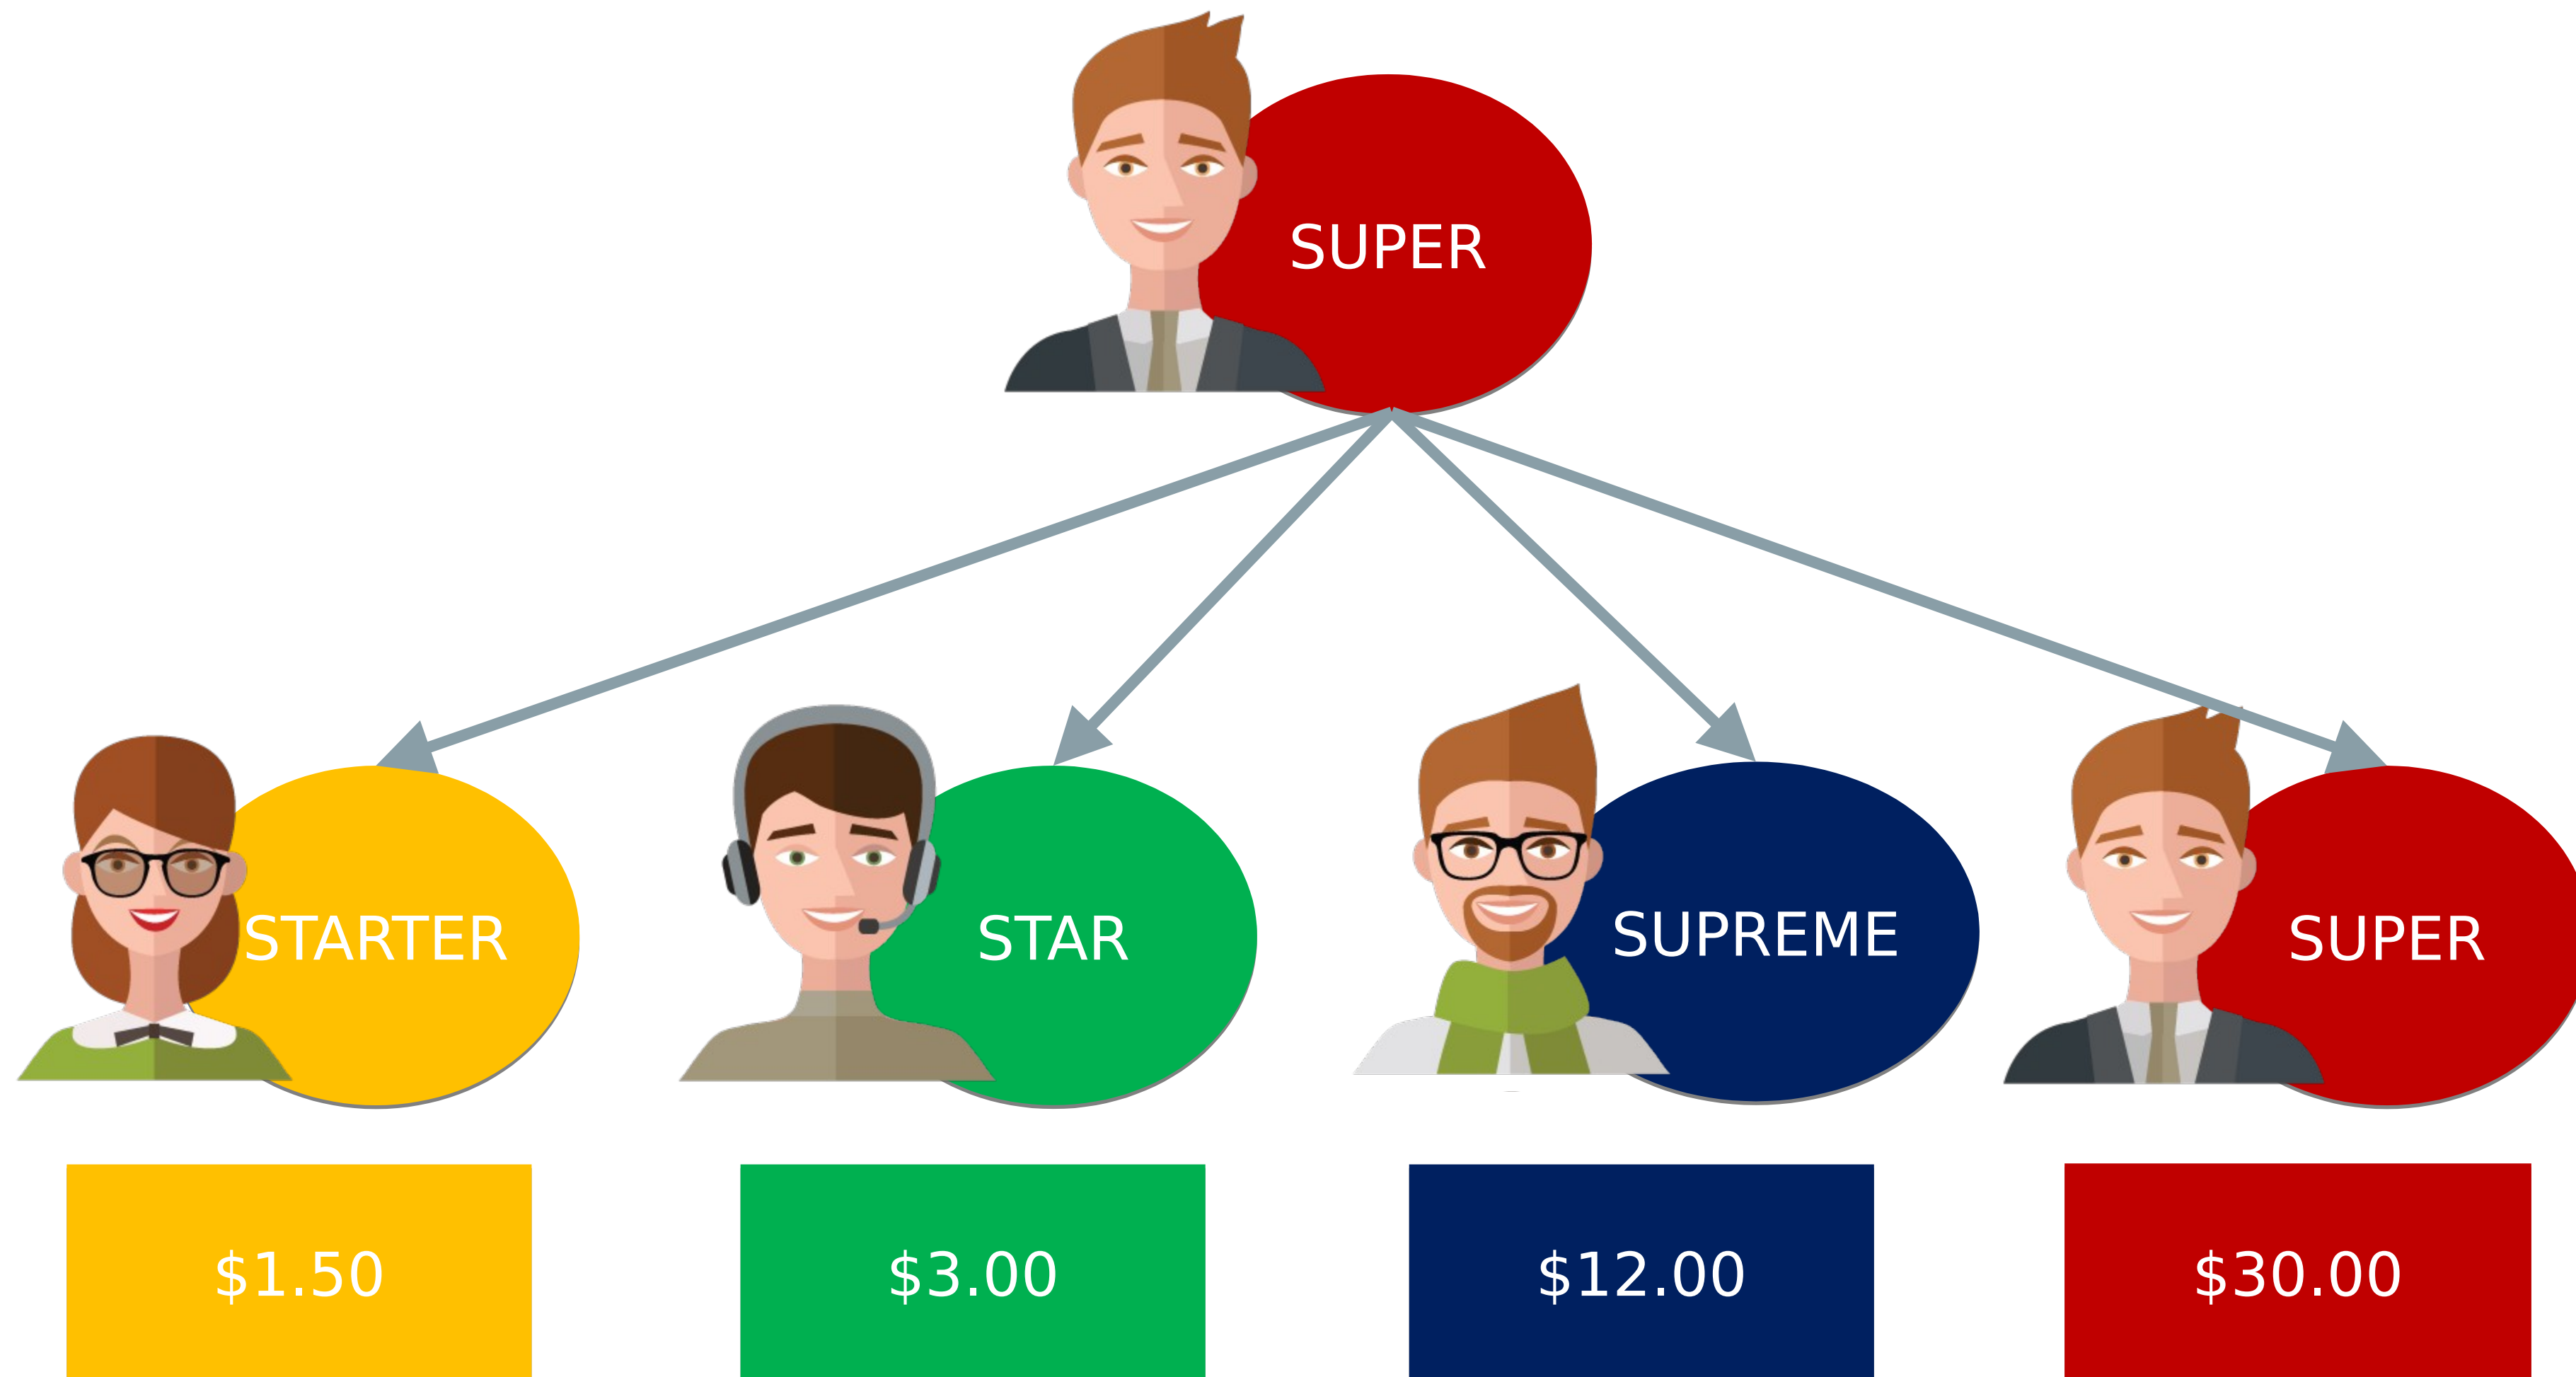 SUPER
STARTER
STAR
SUPREME
SUPER
$1.50
$3.00
$12.00
$30.00